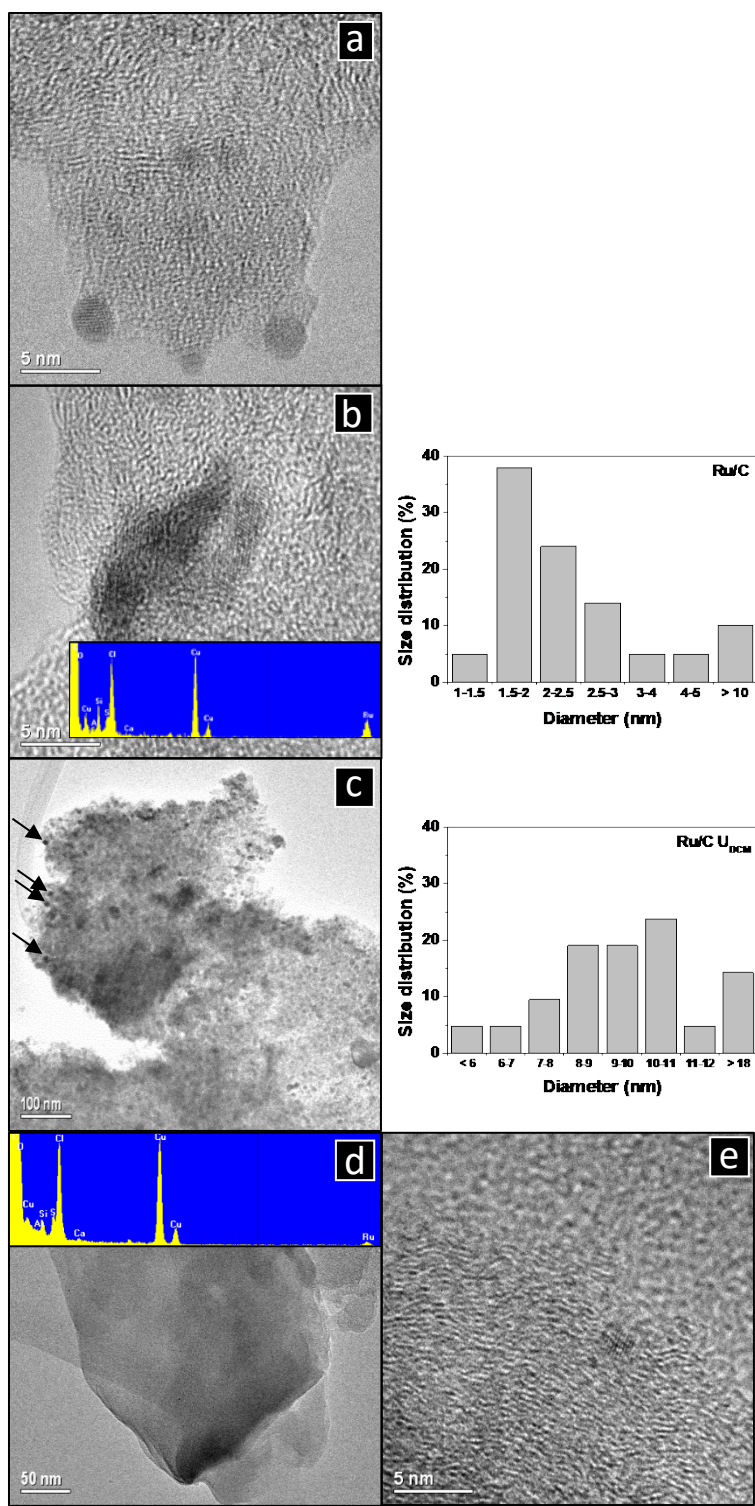 a
5 nm
b
O Cu A Si S Cl Ca Cu Cu Ru
5 nm
Ru/C
Size distribution (%)
40
30
20
10
0
1-1.5 1.5-2 2-2.5 2.5-3 3-4 4-5 > 10
Diameter (nm)
c
100 nm
Ru/C U_DCM
Size distribution (%)
40
30
20
10
0
< 6 6-7 7-8 8-9 9-10 10-11 11-12 > 18
Diameter (nm)
d
Cu A Si S Cl Ca Cu Cu Ru
50 nm
e
5 nm